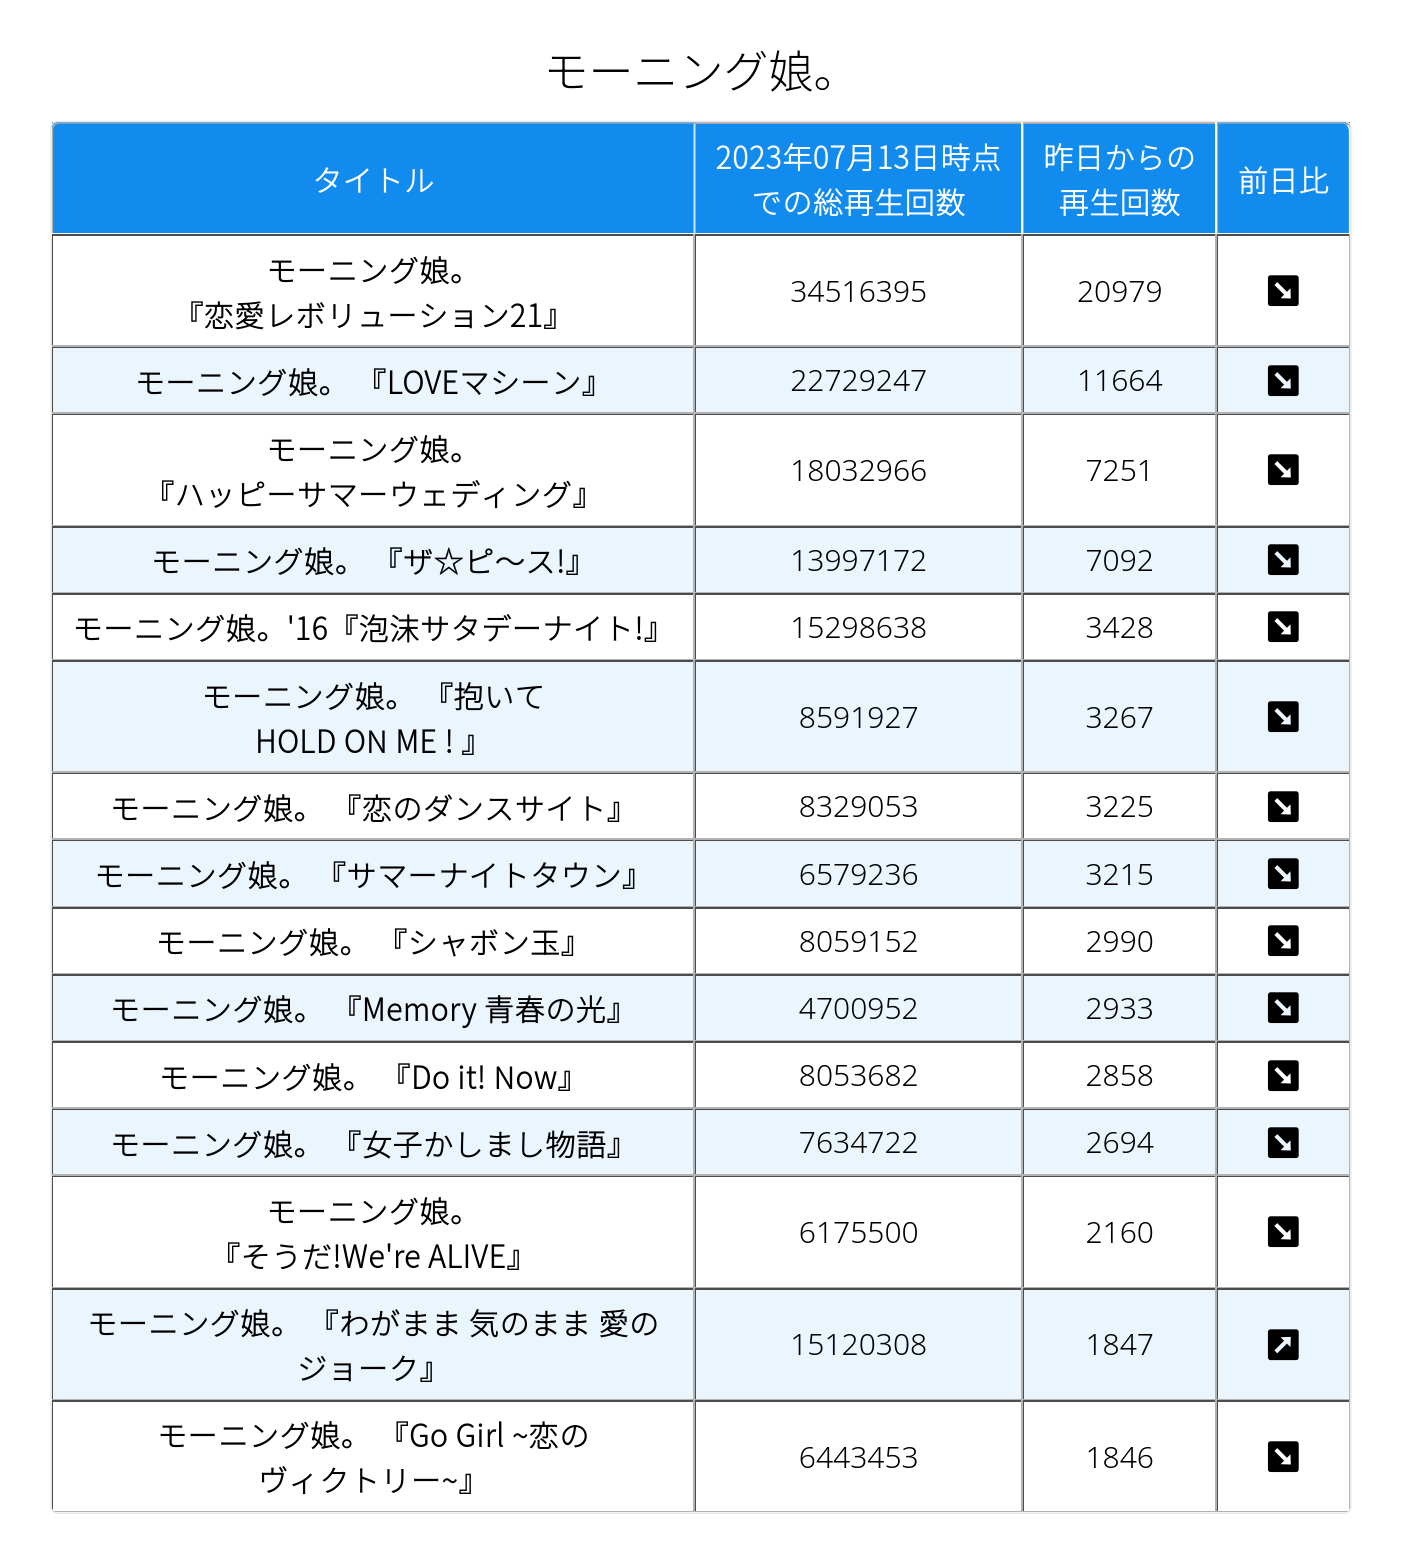 モーニング娘。
タイトル
2023年07月13日時点
での総再生回数
昨日からの
再生回数
前日比
モーニング娘。
『恋愛レボリューション21』
34516395
20979
モーニング娘。 『LOVEマシーン』
22729247
11664
モーニング娘。
『ハッピーサマーウェディング』
18032966
7251
モーニング娘。 『ザ☆ピ〜ス!』
13997172
7092
モーニング娘。'16『泡沫サタデーナイト!』
15298638
3428
モーニング娘。 『抱いて
HOLD ON ME ! 』
8591927
3267
モーニング娘。 『恋のダンスサイト』
8329053
3225
モーニング娘。 『サマーナイトタウン』
6579236
3215
モーニング娘。 『シャボン玉』
8059152
2990
モーニング娘。 『Memory 青春の光』
4700952
2933
モーニング娘。 『Do it! Now』
8053682
2858
モーニング娘。 『女子かしまし物語』
7634722
2694
モーニング娘。
『そうだ!We're ALIVE』
6175500
2160
モーニング娘。 『わがまま 気のまま 愛の
ジョーク』
15120308
1847
モーニング娘。 『Go Girl ~恋の
ヴィクトリー~』
6443453
1846